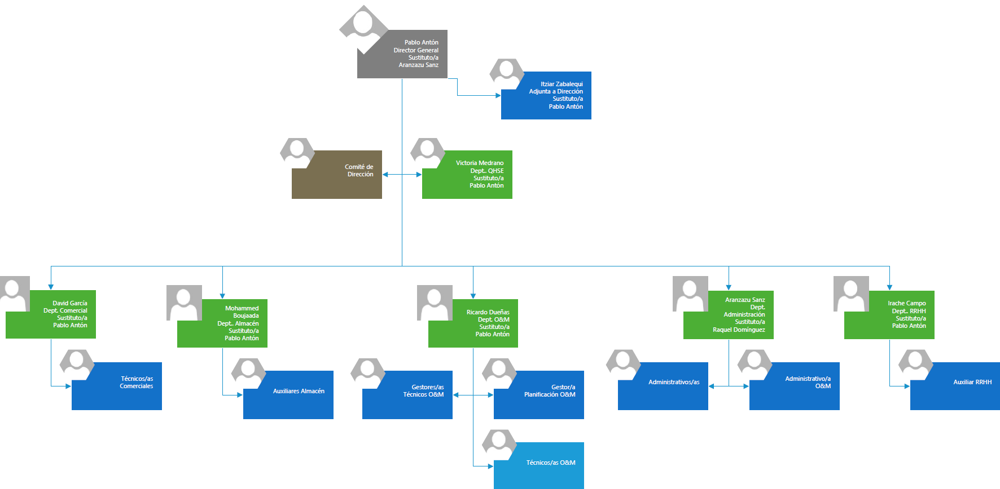 Pablo Antón
Director General
Sustituto/a
Aranzazu Sanz
Itziar Zabalequi
Adjunta a Dirección
Sustituto/a
Pablo Antón
Comité de
Dirección
Victoria Medrano
Dept.. QHSE
Sustituto/a
Pablo Antón
David García
Dept. Comercial
Sustituto/a
Pablo Antón
Mohammed
Boujaada
Dept.. Almacén
Sustituto/a
Pablo Antón
Ricardo Dueñas
Dept. O&M
Sustituto/a
Pablo Antón
Aranzazu Sanz
Dept.
Administración
Sustituto/a
Raquel Domínguez
Irache Campo
Dept.. RRHH
Sustituto/a
Pablo Antón
Técnicos/as
Comerciales
Auxiliares Almacén
Gestores/as
Técnicos O&M
Gestor/a
Planificación O&M
Administrativos/as
Administrativo/a
O&M
Auxiliar RRHH
Técnicos/as O&M